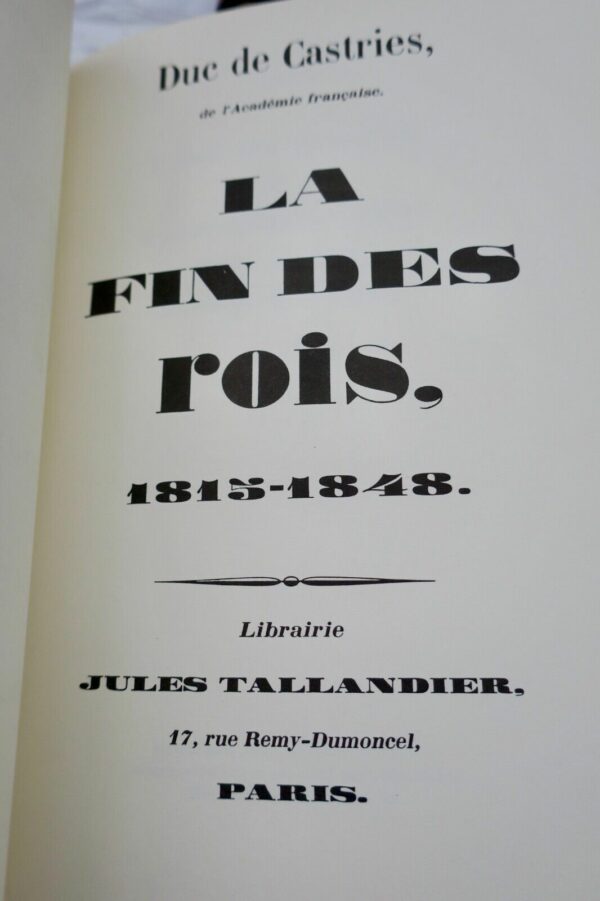 Duc de Castries,
de l'Académie française.
LA
FIN DES
rois,
1815-1848.
Librairie
JULES TALLANDIER,
17, rue Remy-Dumoncel,
PARIS.